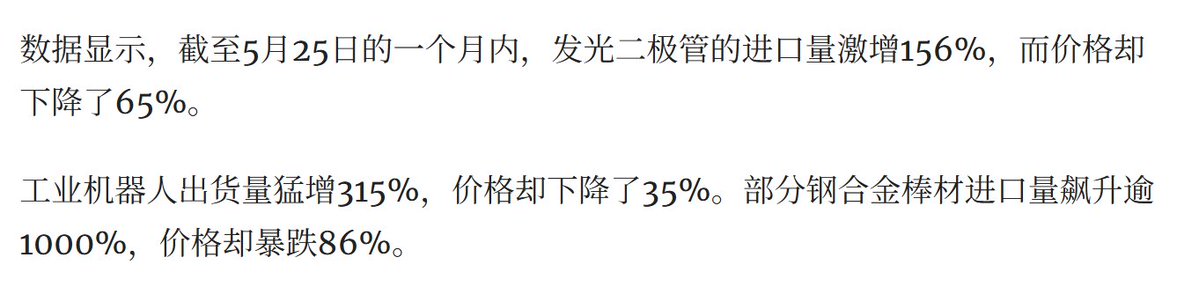 数据显示，截至5月25日的一个月内，发光二极管的进口量激增156%，而价格却
下降了65%。
工业机器人出货量猛增315%，价格却下降了35%。部分钢合金棒材进口量飙升逾
1000%，价格却暴跌86%。